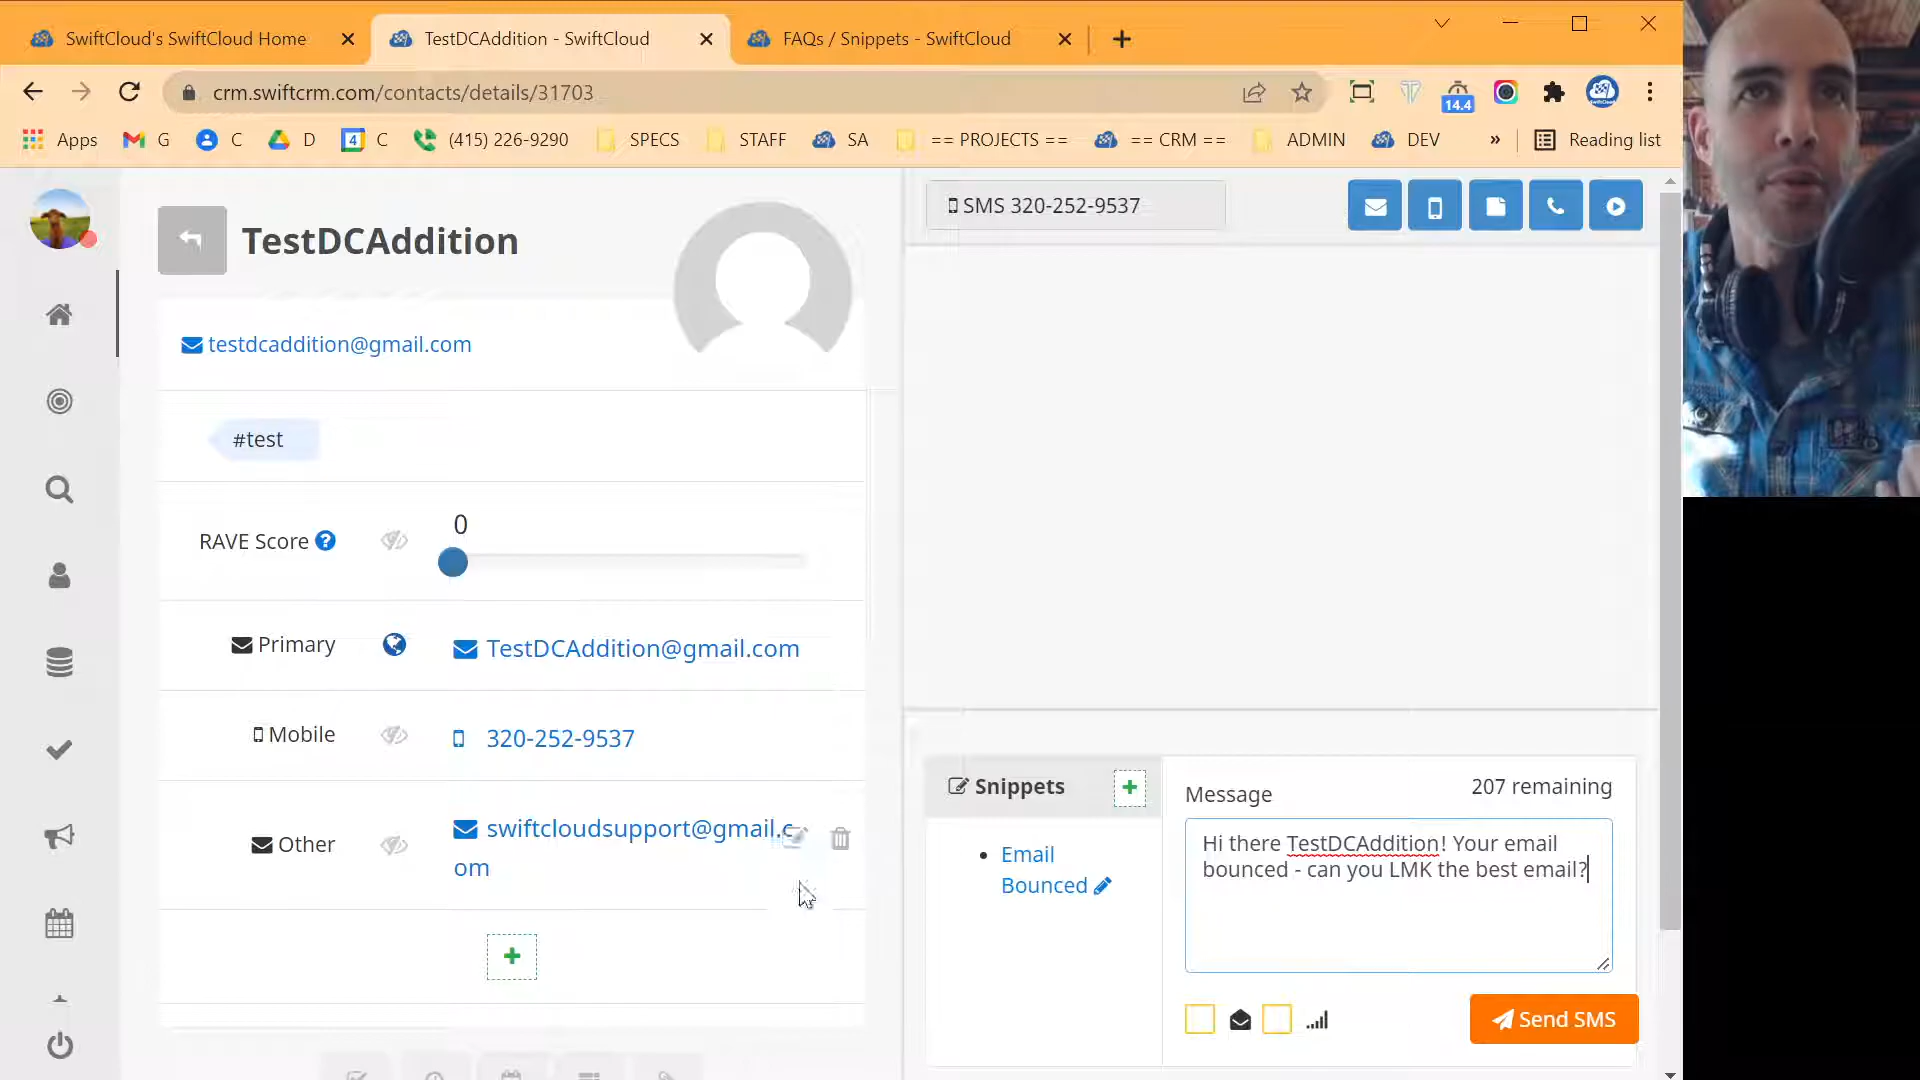 SwiftCloud's SwiftCloud Home
TestDCAddition - SwiftCloud
FAQs / Snippets - SwiftCloud
crm.swiftcrm.com/contacts/details/31703
14.4
Apps
G
C
D
4
C
(415) 226-9290
SPECS
STAFF
SA
== PROJECTS ==
== CRM ==
ADMIN
DEV
»
Reading list
TestDCAddition
SMS 320-252-9537
testdcaddition@gmail.com
#test
0
RAVE Score ?
Primary
TestDCAddition@gmail.com
Mobile
320-252-9537
Other
swiftcloudsupport@gmail.c
om
Snippets
Email
Bounced
Message
207 remaining
Hi there TestDCAddition! Your email
bounced - can you LMK the best email?
Send SMS